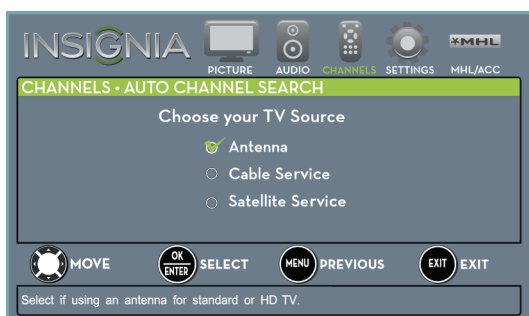 INSIGNIA
PICTURE AUDIO CHANNELS SETTINGS MHL MHL/ACC
CHANNELS • AUTO CHANNEL SEARCH
Choose your TV Source
Antenna
Cable Service
Satellite Service
MOVE OK ENTER SELECT MENU PREVIOUS EXIT EXIT
Select if using an antenna for standard or HD TV.